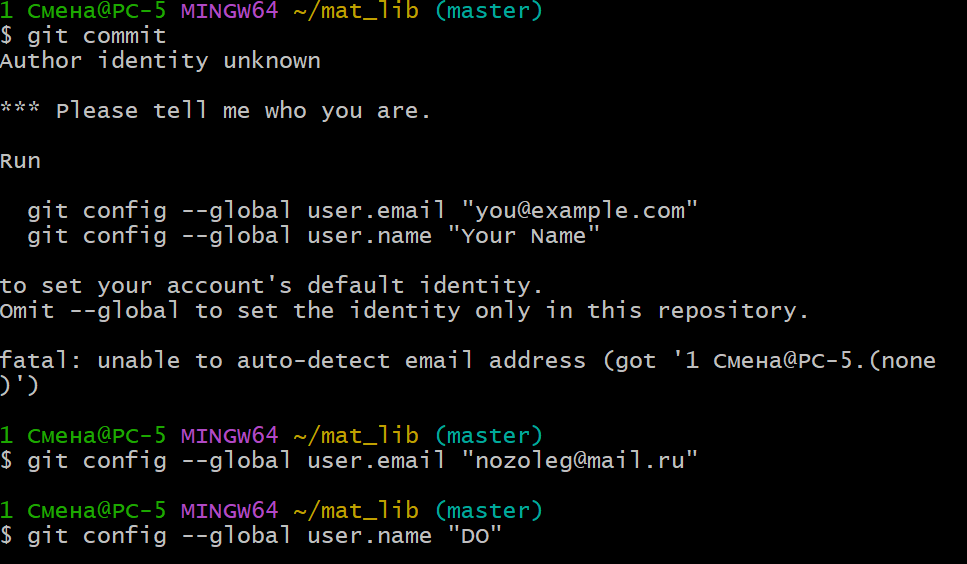 1 Смена@PC-5 MINGW64 ~/mat_lib (master)
$ git commit
Author identity unknown
*** Please tell me who you are.
Run
  git config --global user.email "you@example.com"
  git config --global user.name "Your Name"
to set your account's default identity.
Omit --global to set the identity only in this repository.
fatal: unable to auto-detect email address (got '1 Смена@PC-5.(none
)')
1 Смена@PC-5 MINGW64 ~/mat_lib (master)
$ git config --global user.email "nozoleg@mail.ru"
1 Смена@PC-5 MINGW64 ~/mat_lib (master)
$ git config --global user.name "DO"